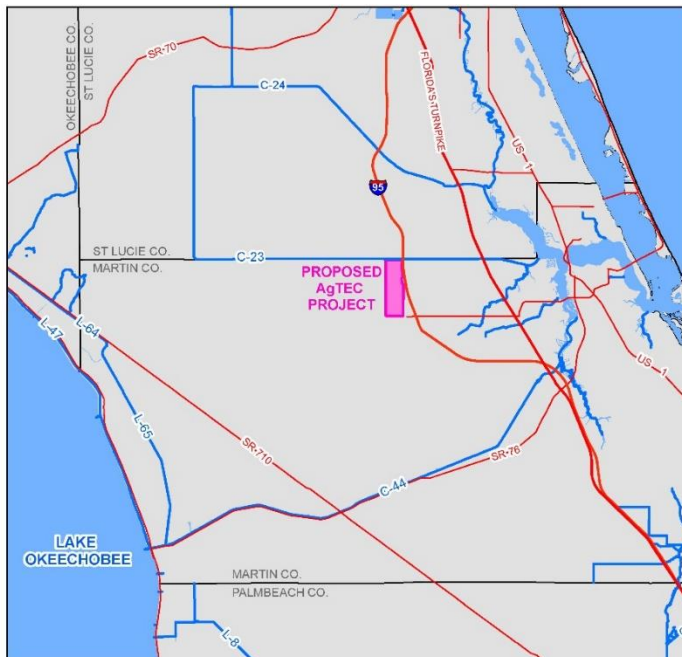 OKEECHOBEE CO.
ST LUCIE CO.
SR-70
C-24
FLORIDA'S-TURNPIKE
US-1
95
ST LUCIE CO.
MARTIN CO.
C-23
PROPOSED
AgTEC
PROJECT
L-64
L-47
L-65
SR-710
US-1
SR-76
C-44
LAKE
OKEECHOBEE
MARTIN CO.
PALMBEACH CO.
L-8